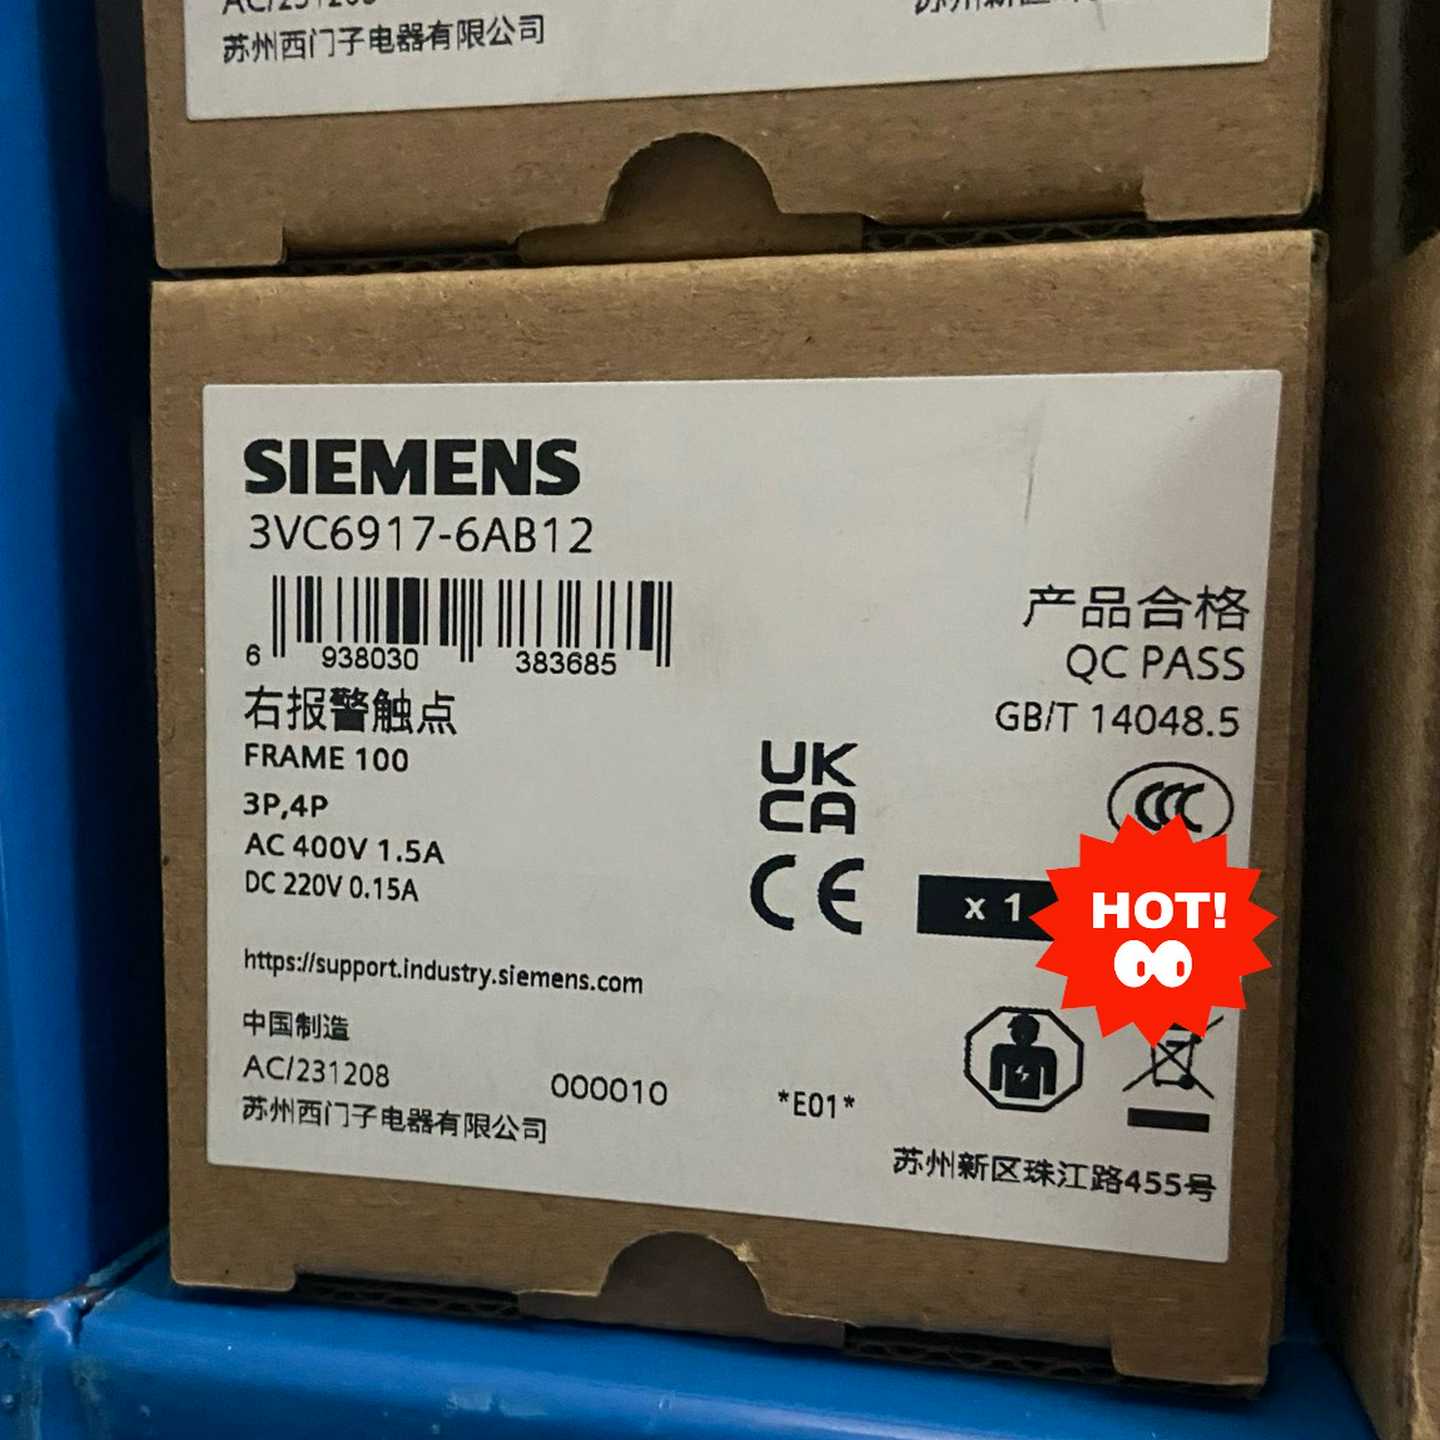 苏州西门子电器有限公司
SIEMENS
3VC6917-6AB12
6 938030 383685
产品合格
QC PASS
GB/T 14048.5
右报警触点
FRAME 100
3P,4P
AC 400V 1.5A
DC 220V 0.15A
UK
CA
CE
CCC
x 1
HOT!
https://support.industry.siemens.com
中国制造
AC/231208
000010
*E01*
苏州西门子电器有限公司
苏州新区珠江路455号